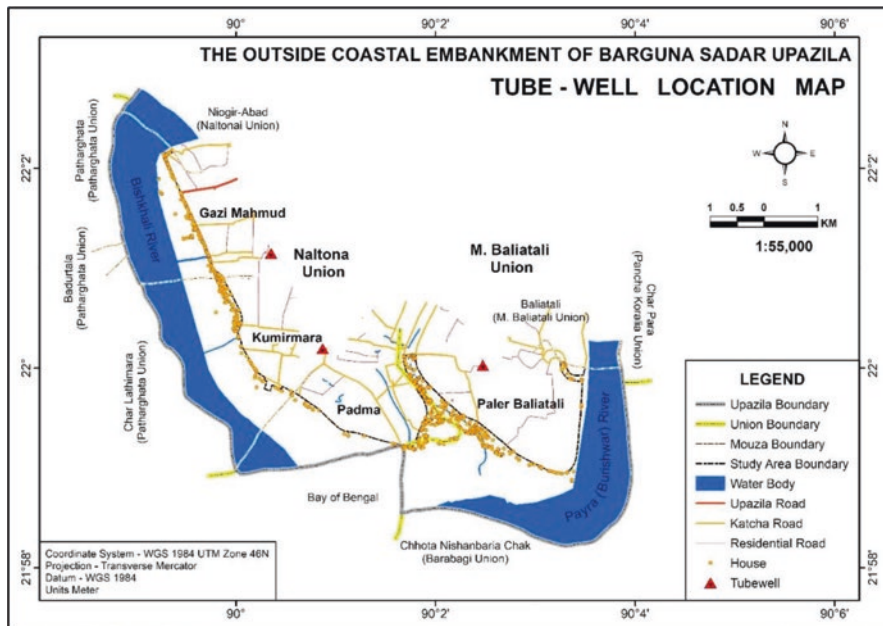 90°
90°2'
90°4'
90°6'
THE OUTSIDE COASTAL EMBANKMENT OF BARGUNA SADAR UPAZILA
TUBE - WELL LOCATION MAP
Niogir-Abad
(Naltonai Union)
Patharghata
(Patharghata Union)
N
W
E
S
22°2'
22°2'
Bishkhali River
Gazi Mahmud
1 0.5 0 1
KM
1:55,000
Badurtala
(Patharghata Union)
Naltona
Union
M. Baliatali
Union
Char Para
(Pancha Koralia Union)
Baliatali
(M. Baliatali Union)
Kumirmara
22°
22°
Char Lathimara
(Patharghata Union)
Padma
Paler Baliatali
Payra (Burishwar) River
Bay of Bengal
Chhota Nishanbaria Chak
(Barabagi Union)
LEGEND
Upazila Boundary
Union Boundary
Mouza Boundary
Study Area Boundary
Water Body
Upazila Road
Katcha Road
Residential Road
House
Tubewell
Coordinate System - WGS 1984 UTM Zone 46N
Projection - Transverse Mercator
Datum - WGS 1984
Units Meter
21°58'
21°58'
90°
90°2'
90°4'
90°6'